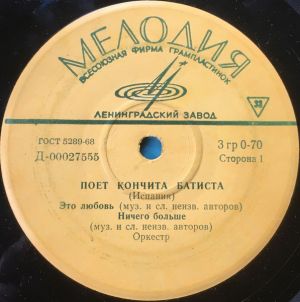 МЕЛОДИЯ
ВСЕСОЮЗНАЯ ФИРМА ГРАМПЛАСТИНОК
33
ЛЕНИНГРАДСКИЙ ЗАВОД
ГОСТ 5289-68
Д-00027555
3 гр 0-70
Сторона 1
ПОЕТ КОНЧИТА БАТИСТА
(Испания)
Это любовь (муз. и сл. неизв. авторов)
Ничего больше
(муз. и сл. неизв. авторов)
Оркестр